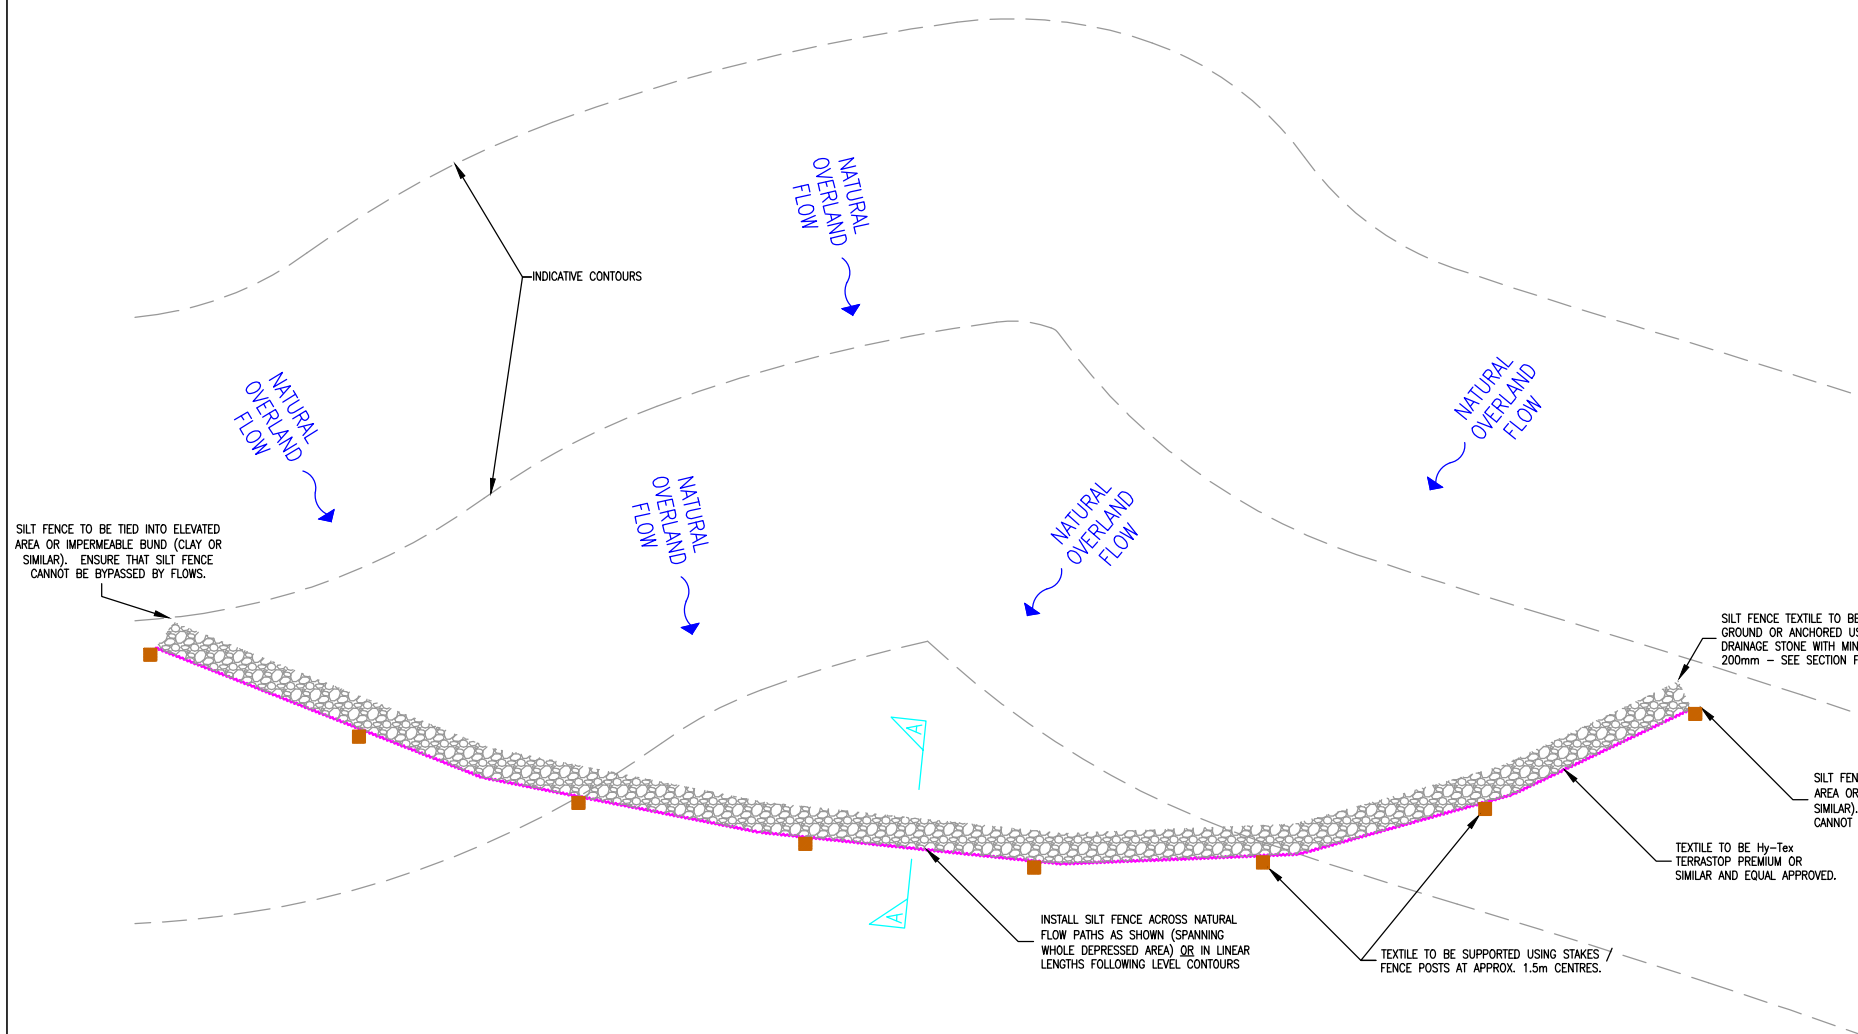 NATURAL
OVERLAND
FLOW
INDICATIVE CONTOURS
NATURAL
OVERLAND
FLOW
NATURAL
OVERLAND
FLOW
NATURAL
OVERLAND
FLOW
NATURAL
OVERLAND
FLOW
SILT FENCE TO BE TIED INTO ELEVATED
AREA OR IMPERMEABLE BUND (CLAY OR
SIMILAR). ENSURE THAT SILT FENCE
CANNOT BE BYPASSED BY FLOWS.
SILT FENCE TEXTILE TO BE
GROUND OR ANCHORED US
DRAINAGE STONE WITH MIN
200mm – SEE SECTION F
A
SILT FEN
AREA OR
SIMILAR).
CANNOT
TEXTILE TO BE Hy-Tex
TERRASTOP PREMIUM OR
SIMILAR AND EQUAL APPROVED.
A
INSTALL SILT FENCE ACROSS NATURAL
FLOW PATHS AS SHOWN (SPANNING
WHOLE DEPRESSED AREA) OR IN LINEAR
LENGTHS FOLLOWING LEVEL CONTOURS
TEXTILE TO BE SUPPORTED USING STAKES /
FENCE POSTS AT APPROX. 1.5m CENTRES.